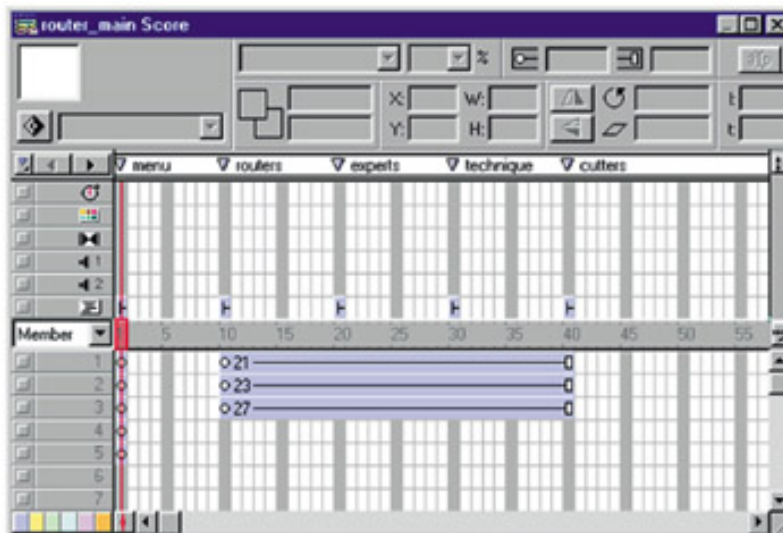 router_main Score
%
X: W:
Y: H:
menu routers experts technique cutters
1
2
Member 5 10 15 20 25 30 35 40 45 50 55
1 21
2 23
3 27
4
5
6
7